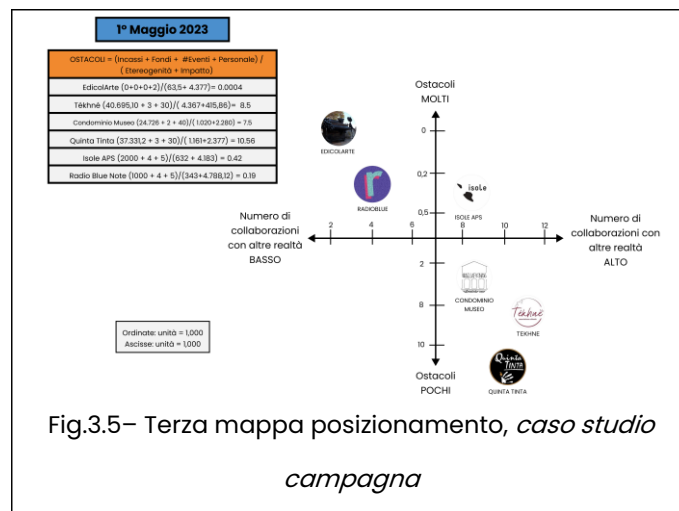 1° Maggio 2023
OSTACOLI = (Incassi + Fondi + #Eventi + Personale) /
( Etereogenità + Impatto)
EdicolArte (0+0+0+2)/(63,5+ 4.377)= 0.0004
Tékhné (40.695,10 + 3 + 30)/( 4.367+415,86)= 8.5
Condominio Museo (24.726 + 2 + 40)/( 1.020+2.280) = 7.5
Quinta Tinta (37.331,2 + 3 + 30)/( 1.161+2.377) = 10.56
Isole APS (2000 + 4 + 5)/(632 + 4.183) = 0.42
Radio Blue Note (1000 + 4 + 5)/(343+4.788,12) = 0.19
Ostacoli
MOLTI
0
EDICOLARTE
0,2
r
isole
RADIOBLUE
ISOLE APS
0,5
Numero di
collaborazioni
con altre realtà
BASSO
2 4 6 8 10 12
Numero di
collaborazioni con
altre realtà
ALTO
2
CONDOMINIO
MUSEO
8
Tékhné
TEKHNE
10
Quinta
TINTA
QUINTA TINTA
Ostacoli
POCHI
Ordinate: unità = 1,000
Ascisse: unità = 1,000
Fig.3.5– Terza mappa posizionamento, caso studio
campagna